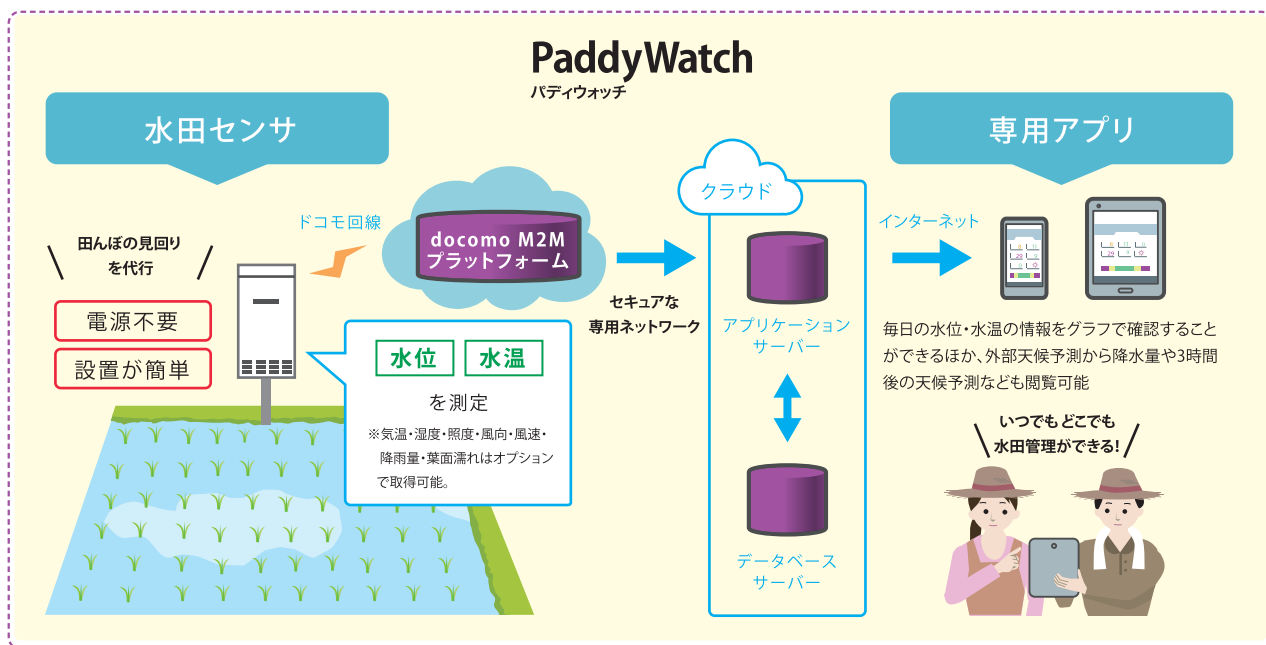 PaddyWatch
パディウォッチ
水田センサ
田んぼの見回り
を代行
電源不要
設置が簡単
ドコモ回線
docomo M2M
プラットフォーム
水位 水温
を測定
※気温・湿度・照度・風向・風速・
降雨量・葉面濡れはオプション
で取得可能。
セキュアな
専用ネットワーク
クラウド
アプリケーション
サーバー
データベース
サーバー
インターネット
専用アプリ
毎日の水位・水温の情報をグラフで確認すること
ができるほか、外部天候予測から降水量や3時間
後の天候予測なども閲覧可能
いつでも どこでも
水田管理ができる!